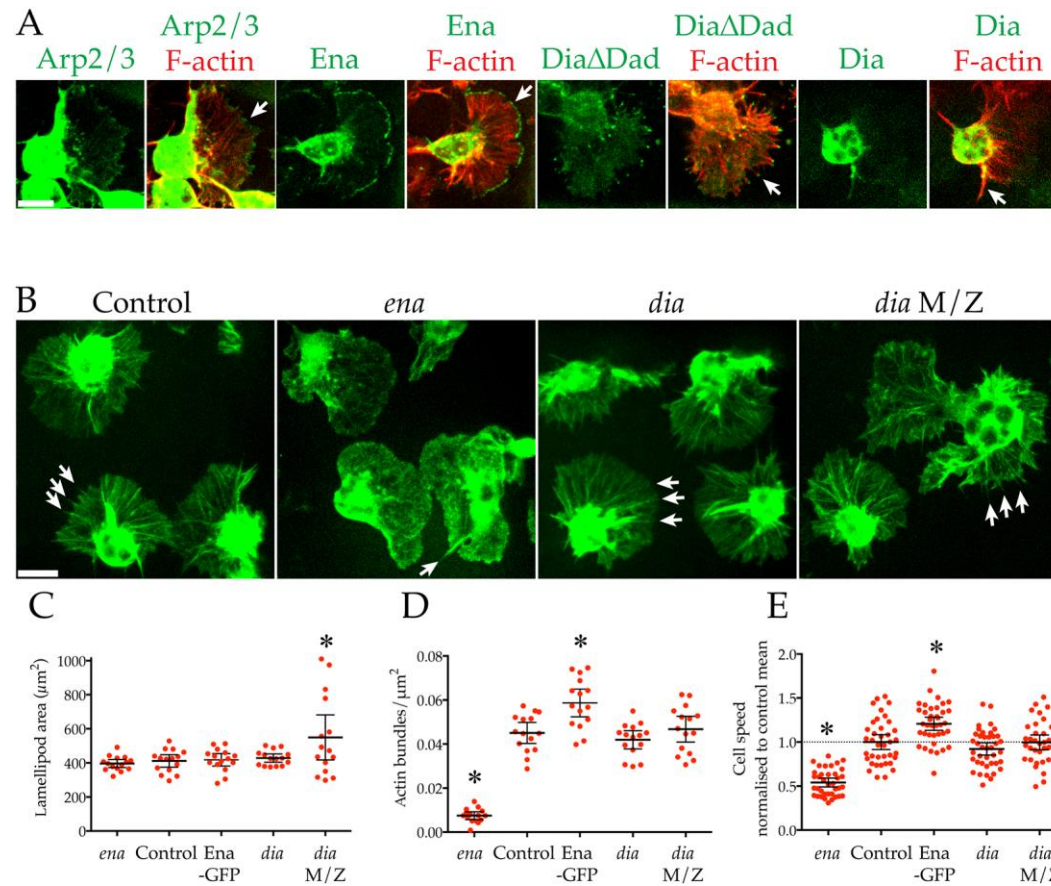 A
Arp2/3
Arp2/3
F-actin
Ena
Ena
F-actin
DiaΔDad
DiaΔDad
F-actin
Dia
Dia
F-actin
B
Control
ena
dia
dia M/Z
C
Lamellipod area (μm²)
1000
800
600
400
200
0
*
ena
Control
Ena
-GFP
dia
dia
M/Z
D
Actin bundles/μm²
0.08
0.06
0.04
0.02
0.00
*
*
ena
Control
Ena
-GFP
dia
dia
M/Z
E
Cell speed
normalised to control mean
2.0
1.5
1.0
0.5
0.0
*
*
ena
Control
Ena
-GFP
dia
dia
M/Z